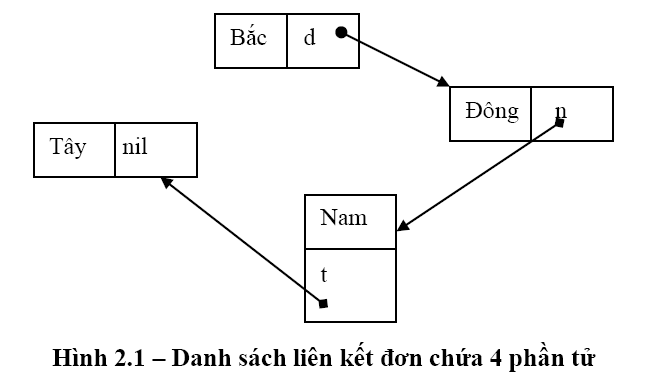 Bắc d
Đông n
Tây nil
Nam
t
Hình 2.1 – Danh sách liên kết đơn chứa 4 phần tử